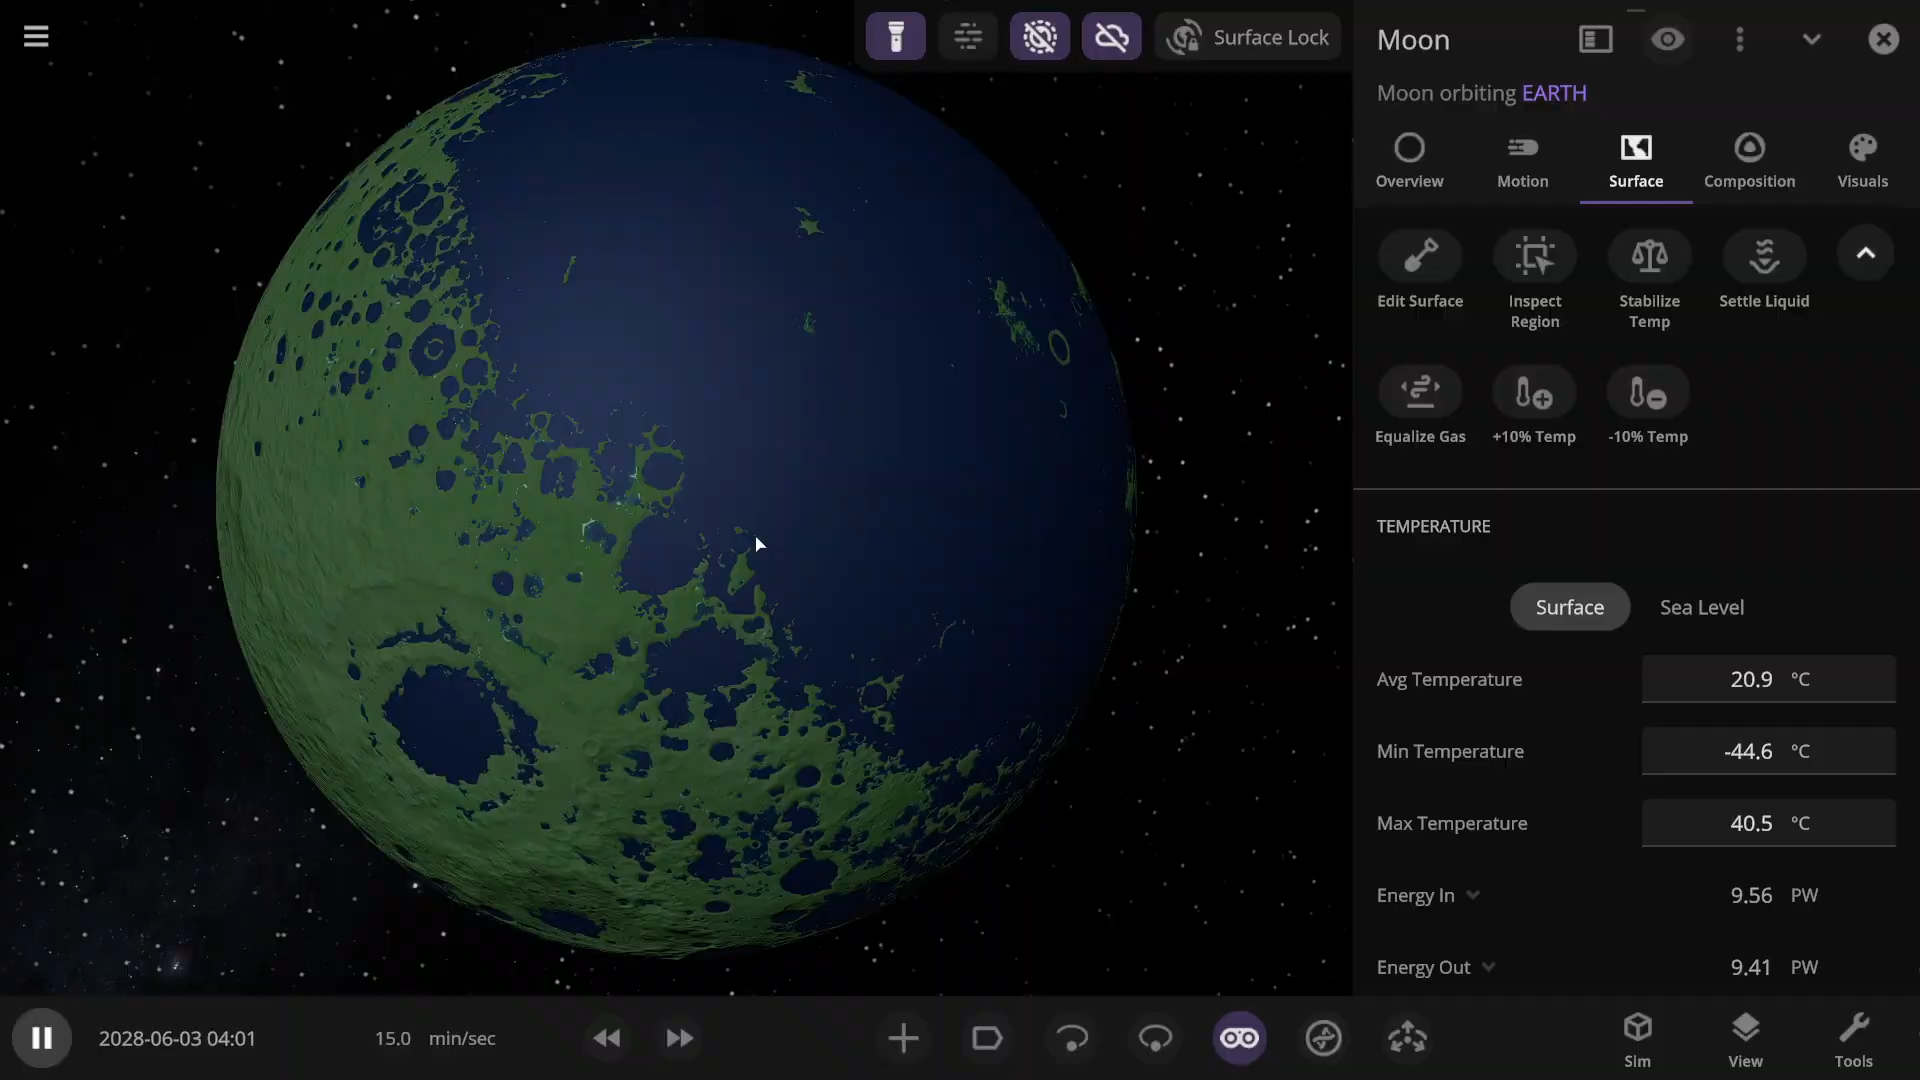 Surface Lock
Moon
Moon orbiting EARTH
Overview
Motion
Surface
Composition
Visuals
Edit Surface
Inspect
Region
Stabilize
Temp
Settle Liquid
Equalize Gas
+10% Temp
-10% Temp
TEMPERATURE
Surface
Sea Level
Avg Temperature 20.9 °C
Min Temperature -44.6 °C
Max Temperature 40.5 °C
Energy In 9.56 PW
Energy Out 9.41 PW
2028-06-03 04:01
15.0 min/sec
Sim
View
Tools